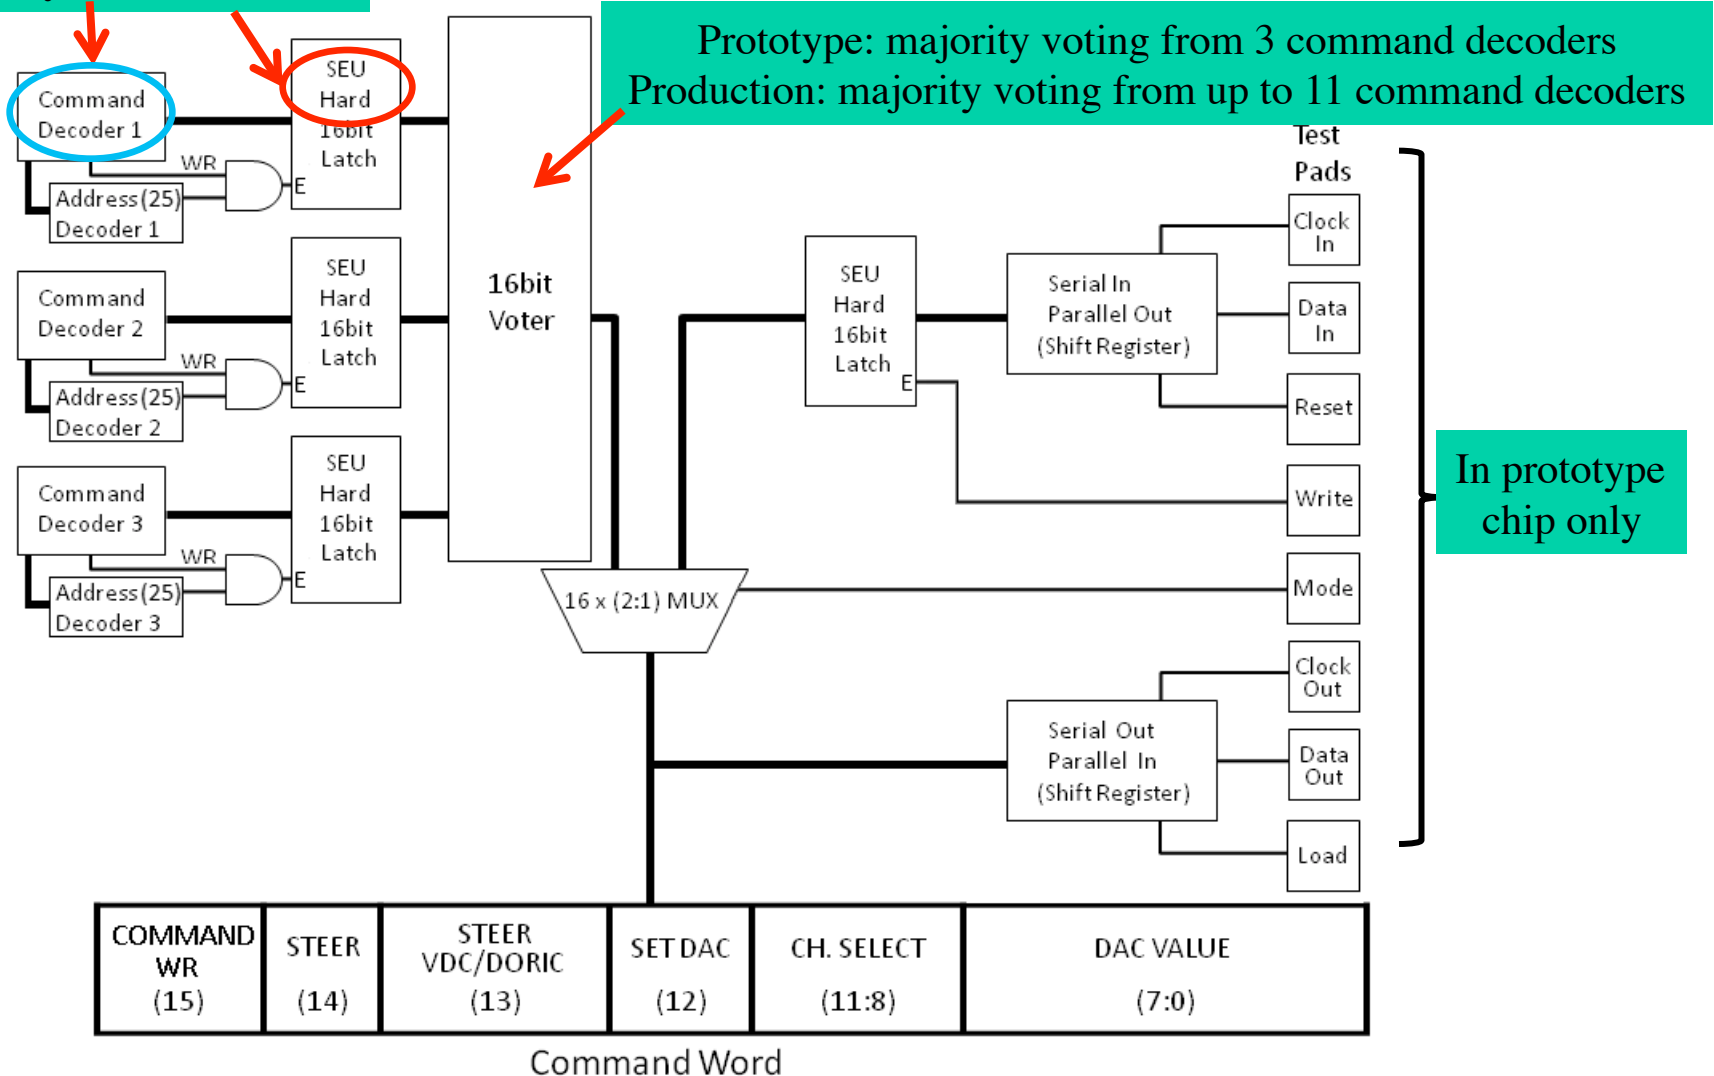 Prototype: majority voting from 3 command decoders
Production: majority voting from up to 11 command decoders
Command
Decoder 1
WR
Address(25)
Decoder 1
E
SEU
Hard
16bit
Latch
Command
Decoder 2
WR
Address(25)
Decoder 2
E
SEU
Hard
16bit
Latch
Command
Decoder 3
WR
Address(25)
Decoder 3
E
SEU
Hard
16bit
Latch
16bit
Voter
16 x (2:1) MUX
SEU
Hard
16bit
Latch
E
Serial In
Parallel Out
(Shift Register)
Serial Out
Parallel In
(Shift Register)
Test
Pads
Clock
In
Data
In
Reset
Write
Mode
Clock
Out
Data
Out
Load
In prototype
chip only
COMMAND
WR
(15)
STEER
(14)
STEER
VDC/DORIC
(13)
SET DAC
(12)
CH. SELECT
(11:8)
DAC VALUE
(7:0)
Command Word